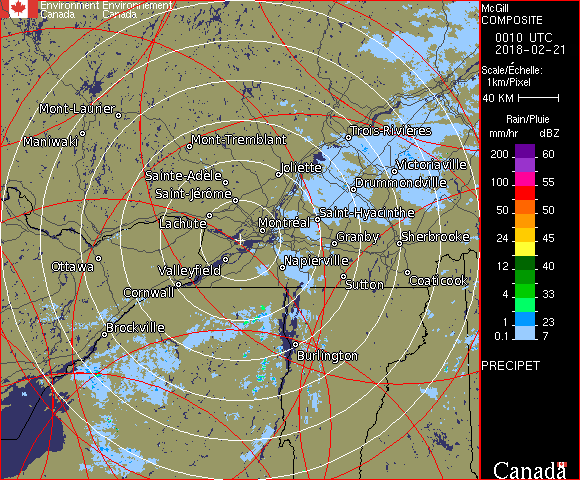 Environment Environnement
Canada Canada
McGill
COMPOSITE
0010 UTC
2018-02-21
Scale/Échelle:
1km/Pixel
40 KM
Rain/Pluie
mm/hr dBZ
200 60
100 55
50 50
24 45
12 40
4 33
1 23
0.1 7
PRECIPET
Canada
Mont-Laurier
Maniwaki
Mont-Tremblant
Trois-Rivières
Joliette
Victoriaville
Sainte-Adèle
Drummondville
Saint-Jérôme
Lachute
Saint-Hyacinthe
Montréal
Granby
Sherbrooke
Ottawa
Valleyfield
Napierville
Cornwall
Sutton
Coaticook
Brockville
Burlington